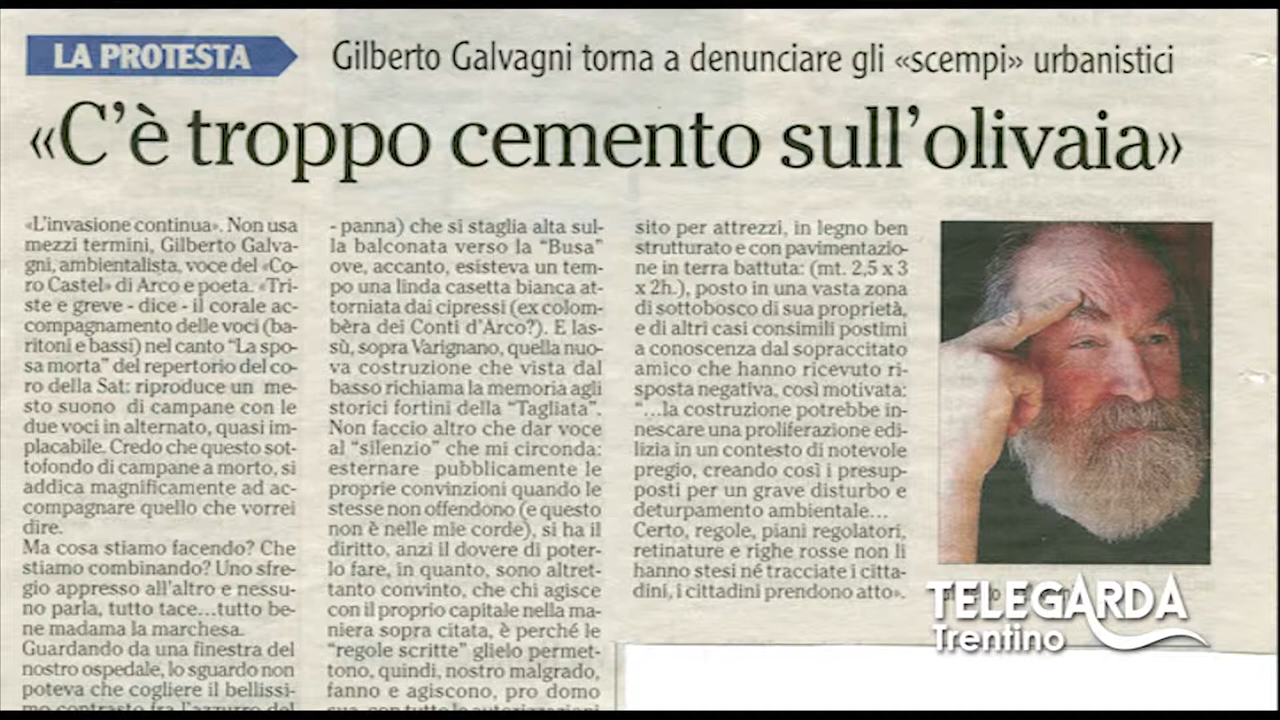 LA PROTESTA
Gilberto Galvagni torna a denunciare gli «scempi» urbanistici
«C'è troppo cemento sull'olivaia»
«L'invasione continua». Non usa
mezzi termini, Gilberto Galva-
gni, ambientalista, voce del «Co-
ro Castel» di Arco e poeta. «Tri-
ste e greve - dice - il corale ac-
compagnamento delle voci (ba-
ritoni e bassi) nel canto “La spo-
sa morta” del repertorio del co-
ro della Sat: riproduce un me-
sto suono di campane con le
due voci in alternato, quasi im-
placabile. Credo che questo sot-
tofondo di campane a morto, si
addica magnificamente ad ac-
compagnare quello che vorrei
dire.
Ma cosa stiamo facendo? Che
stiamo combinando? Uno sfre-
gio appresso all'altro e nessu-
no parla, tutto tace...tutto be-
ne madama la marchesa.
Guardando da una finestra del
nostro ospedale, lo sguardo non
poteva che cogliere il bellissi-
mo contrasto fra l'azzurro del
- panna) che si staglia alta sul-
la balconata verso la “Busa”
ove, accanto, esisteva un tem-
po una linda casetta bianca at-
torniata dai cipressi (ex colom-
bèra dei Conti d'Arco?). E las-
sù, sopra Varignano, quella nuo-
va costruzione che vista dal
basso richiama la memoria agli
storici fortini della “Tagliata”.
Non faccio altro che dar voce
al “silenzio” che mi circonda:
esternare pubblicamente le
proprie convinzioni quando le
stesse non offendono (e questo
non è nelle mie corde), si ha il
diritto, anzi il dovere di poter-
lo fare, in quanto, sono altret-
tanto convinto, che chi agisce
con il proprio capitale nella ma-
niera sopra citata, è perché le
“regole scritte” glielo permet-
tono, quindi, nostro malgrado,
fanno e agiscono, pro domo
sua, con tutte le autorizzazioni
sito per attrezzi, in legno ben
strutturato e con pavimentazio-
ne in terra battuta: (mt. 2,5 x 3
x 2h.), posto in una vasta zona
di sottobosco di sua proprietà,
e di altri casi consimili postimi
a conoscenza dal sopraccitato
amico che hanno ricevuto ri-
sposta negativa, così motivata:
“...la costruzione potrebbe in-
nescare una proliferazione edi-
lizia in un contesto di notevole
pregio, creando così i presup-
posti per un grave disturbo e
deturpamento ambientale...
Certo, regole, piani regolatori,
retinature e righe rosse non li
hanno stesi né tracciate i citta-
dini, i cittadini prendono atto».
TELEGARDA
Trentino